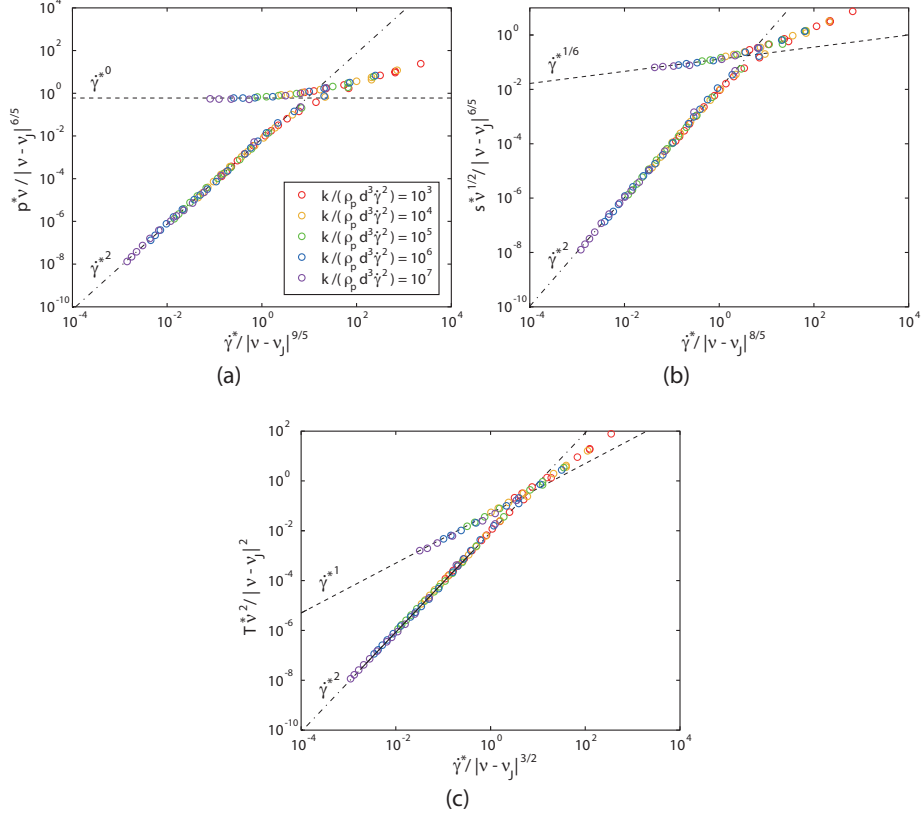 10^4
10^2
10^0
10^-2
10^-4
10^-6
10^-8
10^-10
p* ν / | ν - ν_J |^6/5
γ̇*^0
γ̇*^2
k /( ρ_p d^3 γ̇^2 ) = 10^3
k /( ρ_p d^3 γ̇^2 ) = 10^4
k /( ρ_p d^3 γ̇^2 ) = 10^5
k /( ρ_p d^3 γ̇^2 ) = 10^6
k /( ρ_p d^3 γ̇^2 ) = 10^7
10^-4 10^-2 10^0 10^2 10^4
γ̇* / | ν - ν_J |^9/5
(a)
10^0
10^-2
10^-4
10^-6
10^-8
10^-10
s* ν^1/2 / | ν - ν_J |^6/5
γ̇*^1/6
γ̇*^2
10^-4 10^-2 10^0 10^2 10^4
γ̇* / | ν - ν_J |^8/5
(b)
10^2
10^0
10^-2
10^-4
10^-6
10^-8
10^-10
T* ν^2 / | ν - ν_J |^2
γ̇*^1
γ̇*^2
10^-4 10^-2 10^0 10^2 10^4
γ̇* / | ν - ν_J |^3/2
(c)